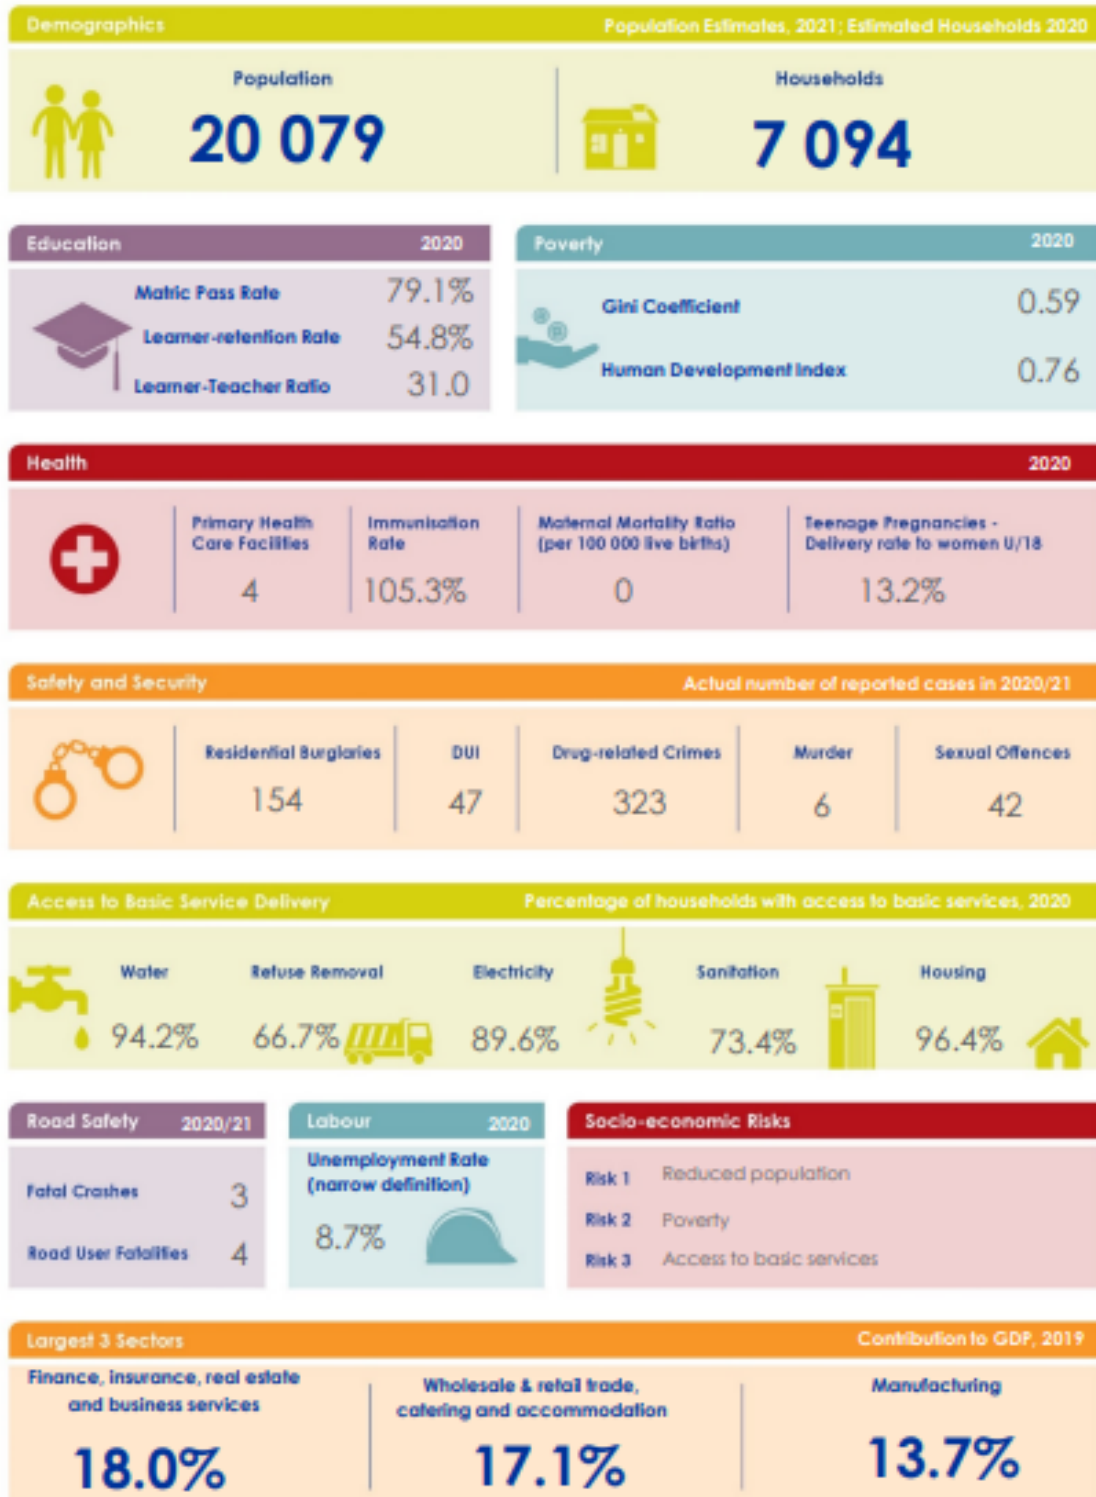 Demographics Population Estimates, 2021; Estimated Households 2020
Population Households
20 079 7 094
Education 2020
Matric Pass Rate 79.1%
Learner-retention Rate 54.8%
Learner-Teacher Ratio 31.0
Poverty 2020
Gini Coefficient 0.59
Human Development Index 0.76
Health 2020
Primary Health
Care Facilities
4
Immunisation
Rate
105.3%
Maternal Mortality Ratio
(per 100 000 live births)
0
Teenage Pregnancies -
Delivery rate to women U/18
13.2%
Safety and Security Actual number of reported cases in 2020/21
Residential Burglaries DUI Drug-related Crimes Murder Sexual Offences
154 47 323 6 42
Access to Basic Service Delivery Percentage of households with access to basic services, 2020
Water Refuse Removal Electricity Sanitation Housing
94.2% 66.7% 89.6% 73.4% 96.4%
Road Safety 2020/21
Fatal Crashes 3
Road User Fatalities 4
Labour 2020
Unemployment Rate
(narrow definition)
8.7%
Socio-economic Risks
Risk 1 Reduced population
Risk 2 Poverty
Risk 3 Access to basic services
Largest 3 Sectors Contribution to GDP, 2019
Finance, insurance, real estate
and business services
18.0%
Wholesale & retail trade,
catering and accommodation
17.1%
Manufacturing
13.7%